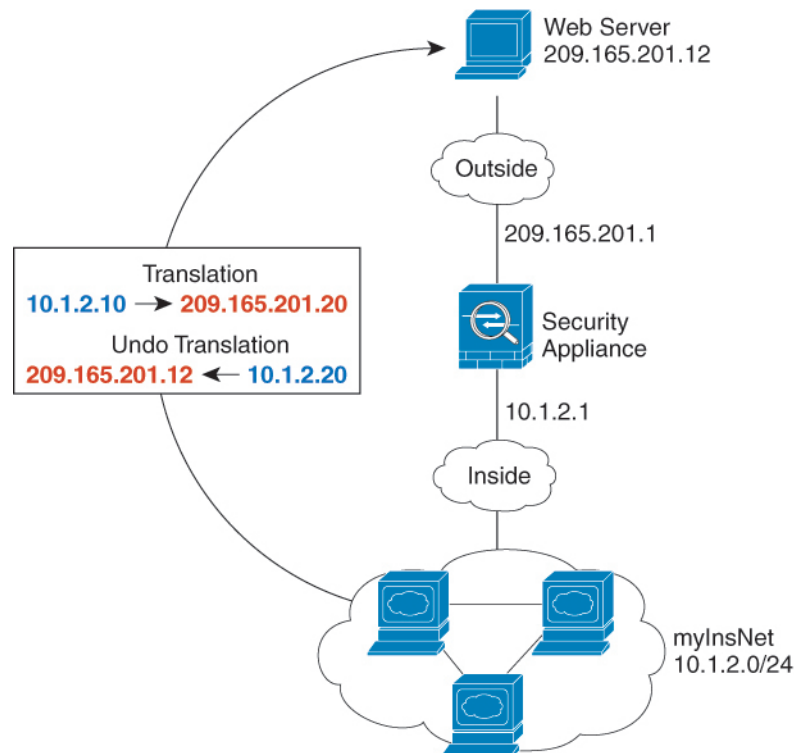 Web Server
209.165.201.12
Outside
209.165.201.1
Translation
10.1.2.10 → 209.165.201.20
Undo Translation
209.165.201.12 ← 10.1.2.20
Security
Appliance
10.1.2.1
Inside
myInsNet
10.1.2.0/24